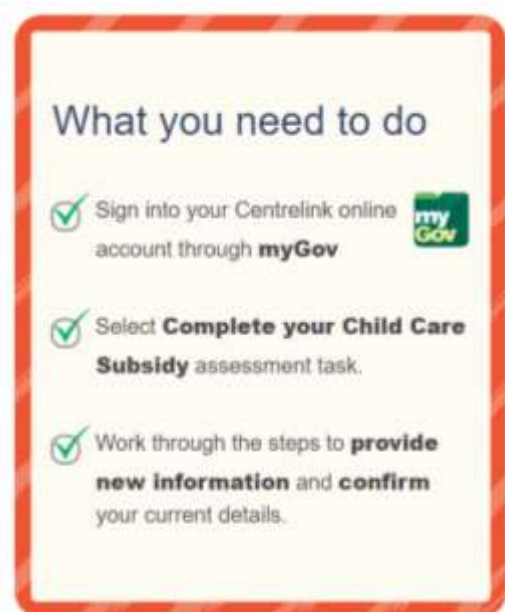 What you need to do
Sign into your Centrelink online
my
Gov
account through myGov
Select Complete your Child Care
Subsidy assessment task.
Work through the steps to provide
new information and confirm
your current details.